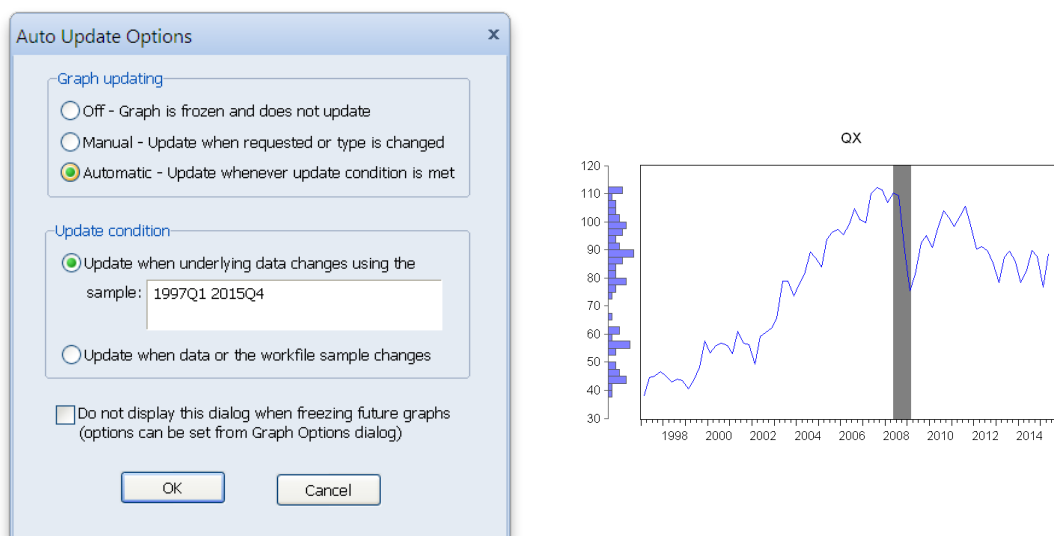 Auto Update Options
x
Graph updating
Off - Graph is frozen and does not update
Manual - Update when requested or type is changed
Automatic - Update whenever update condition is met
Update condition
Update when underlying data changes using the
sample: 1997Q1 2015Q4
Update when data or the workfile sample changes
Do not display this dialog when freezing future graphs
(options can be set from Graph Options dialog)
OK Cancel
QX
120
110
100
90
80
70
60
50
40
30
1998 2000 2002 2004 2006 2008 2010 2012 2014